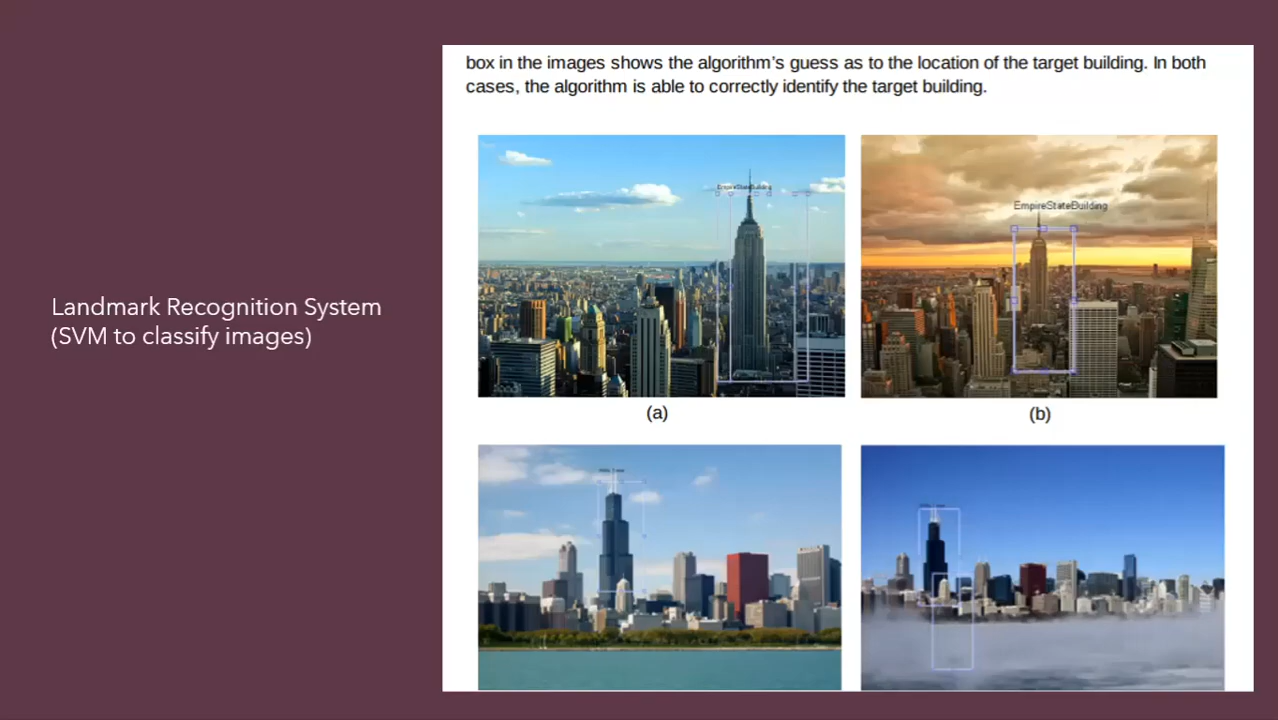 Landmark Recognition System
(SVM to classify images)
box in the images shows the algorithm's guess as to the location of the target building. In both
cases, the algorithm is able to correctly identify the target building.
EmpireStateBuilding
EmpireStateBuilding
(a)
(b)